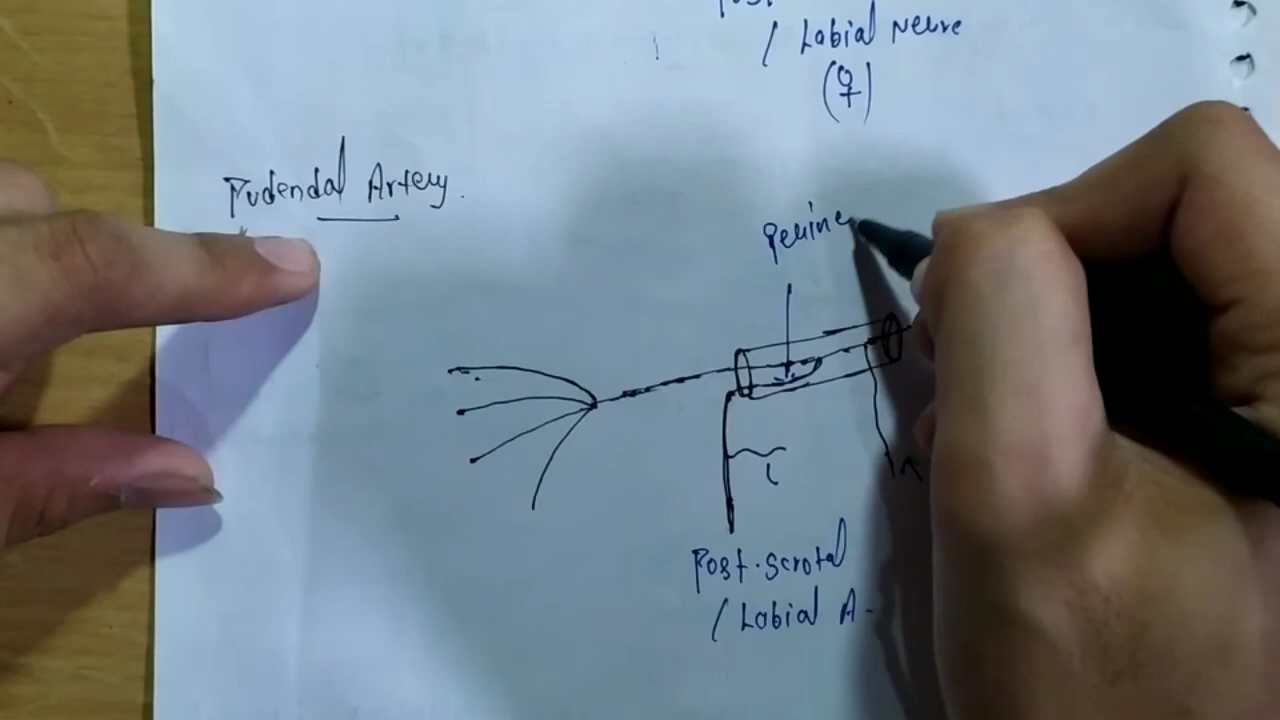 / Labial Nerve
(♀)
Pudendal Artery.
Perine
Post. Scrotal
/ Labial A.